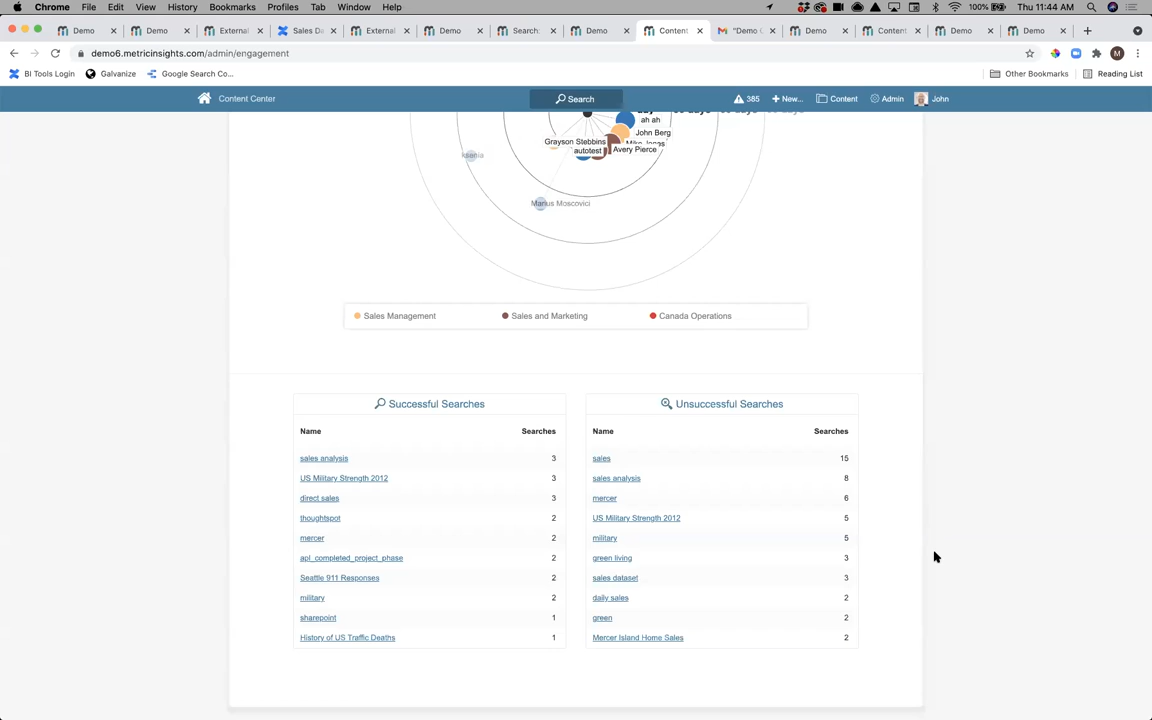 Chrome File Edit View History Bookmarks Profiles Tab Window Help 100% Thu 11:44 AM
Demo Demo External Sales Da External Demo Search: Demo Content "Demo C Demo Content Demo Demo
demo6.metricinsights.com/admin/engagement M
BI Tools Login Galvanize Google Search Co... Other Bookmarks Reading List
Content Center Search 385 New... Content Admin John
ah ah
John Berg
Grayson Stebbins
Mike Jones
autotest Avery Pierce
ksenia
Marius Moscovici
Sales Management Sales and Marketing Canada Operations
Successful Searches Unsuccessful Searches
Name Searches Name Searches
sales analysis 3 sales 15
US Military Strength 2012 3 sales analysis 8
direct sales 3 mercer 6
thoughtspot 2 US Military Strength 2012 5
mercer 2 military 5
apl_completed_project_phase 2 green living 3
Seattle 911 Responses 2 sales dataset 3
military 2 daily sales 2
sharepoint 1 green 2
History of US Traffic Deaths 1 Mercer Island Home Sales 2